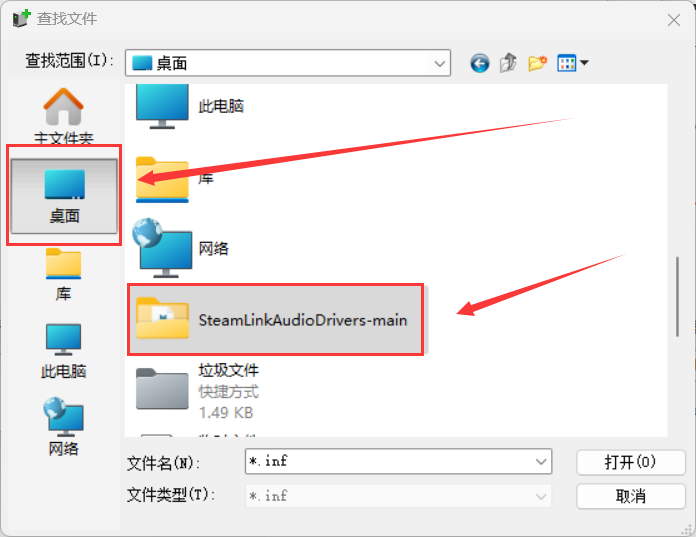 查找文件
查找范围(I):
桌面
主文件夹
桌面
库
此电脑
网络
此电脑
库
网络
SteamLinkAudioDrivers-main
垃圾文件
快捷方式
1.49 KB
文件名(N):
*.inf
打开(O)
文件类型(T):
*.inf
取消